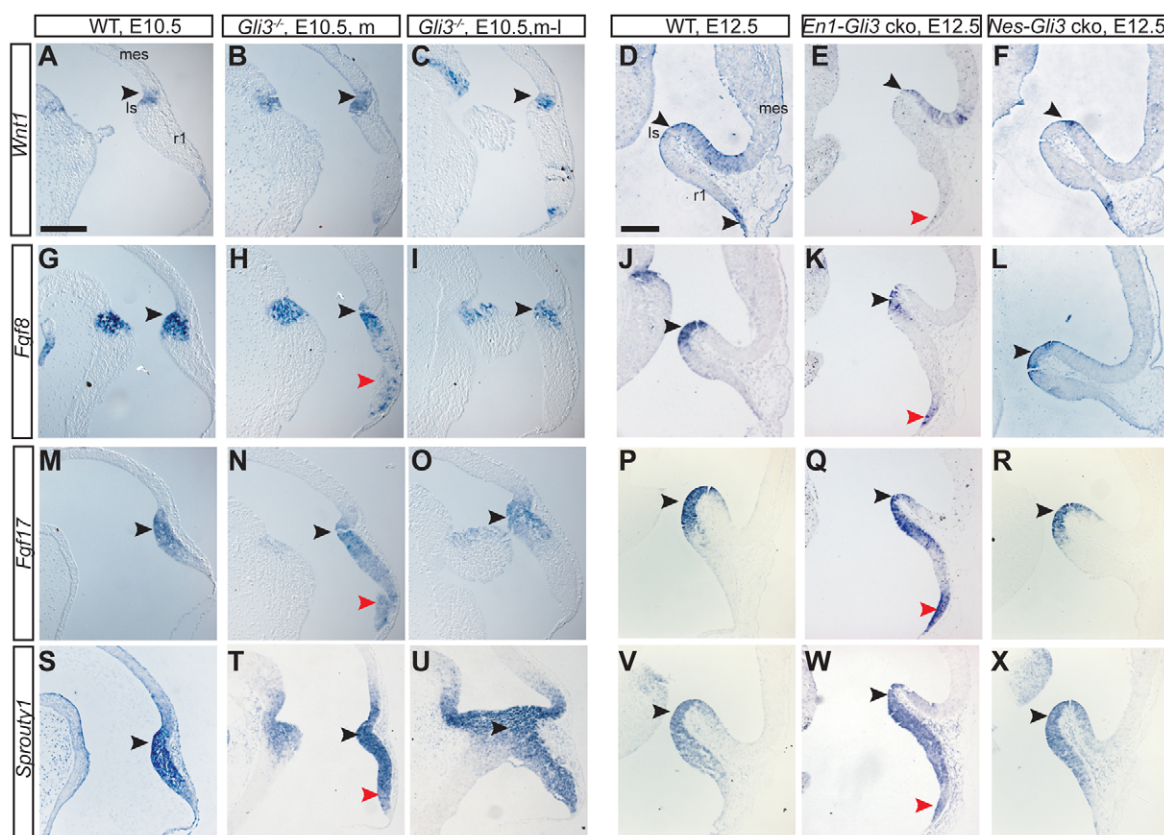 WT, E10.5 Gli3-/-, E10.5, m Gli3-/-, E10.5,m-l WT, E12.5 En1-Gli3 cko, E12.5 Nes-Gli3 cko, E12.5
Wnt1 A mes ls r1 B C D mes ls r1 E F
Fgf8 G H I J K L
Fgf17 M N O P Q R
Sprouty1 S T U V W X